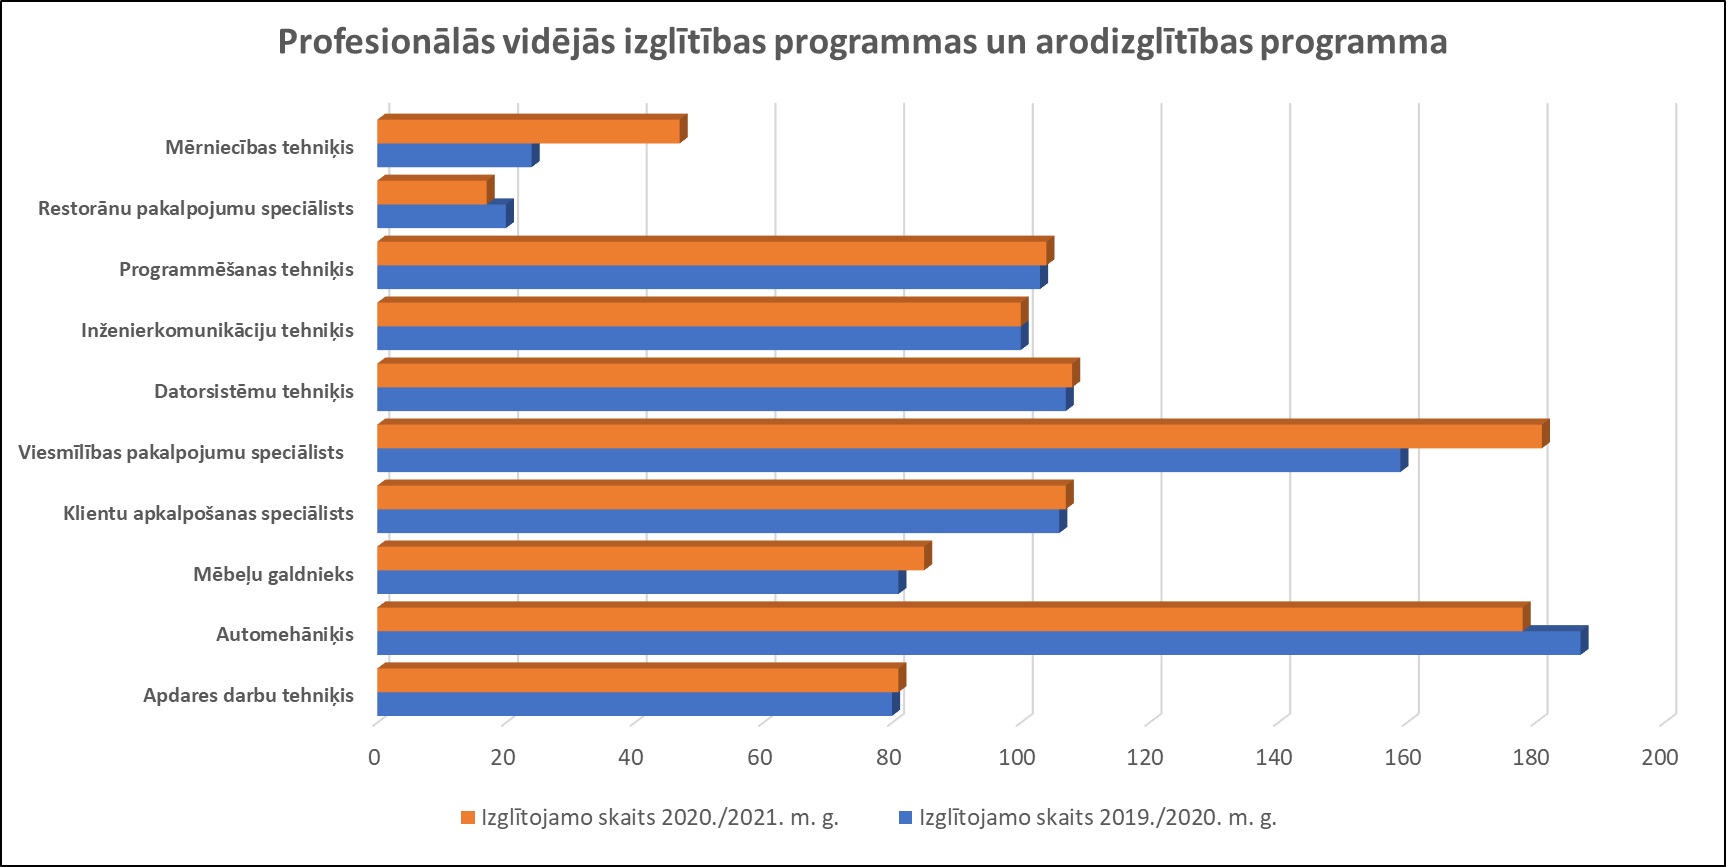 Profesionālās vidējās izglītības programmas un arodizglītības programma
Mērniecības tehniķis
Restorānu pakalpojumu speciālists
Programmēšanas tehniķis
Inženierkomunikāciju tehniķis
Datorsistēmu tehniķis
Viesmīlības pakalpojumu speciālists
Klientu apkalpošanas speciālists
Mēbeļu galdnieks
Automehāniķis
Apdares darbu tehniķis
0 20 40 60 80 100 120 140 160 180 200
Izglītojamo skaits 2020./2021. m. g. Izglītojamo skaits 2019./2020. m. g.